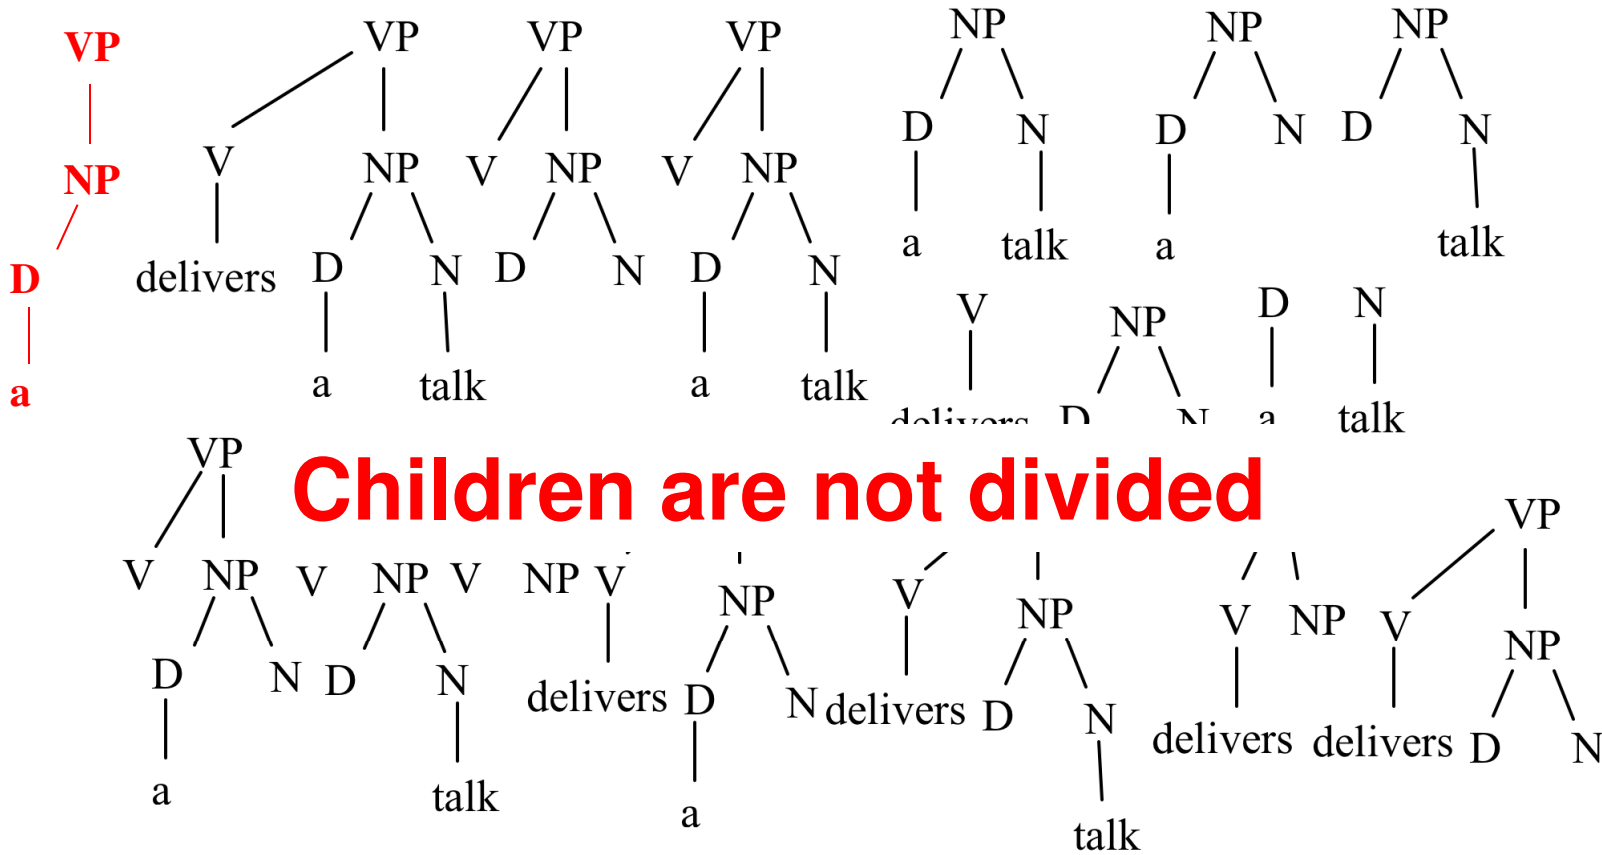 VP VP VP VP NP NP NP
V D N D N D N
NP NP V NP V NP
D delivers D N D N D N a talk a talk
V NP D N
a a talk a talk delivers D N a talk
VP
Children are not divided
VP
V NP V NP V NP V NP V NP V NP V NP
D N D N delivers D N delivers D N delivers delivers D N
a talk a talk